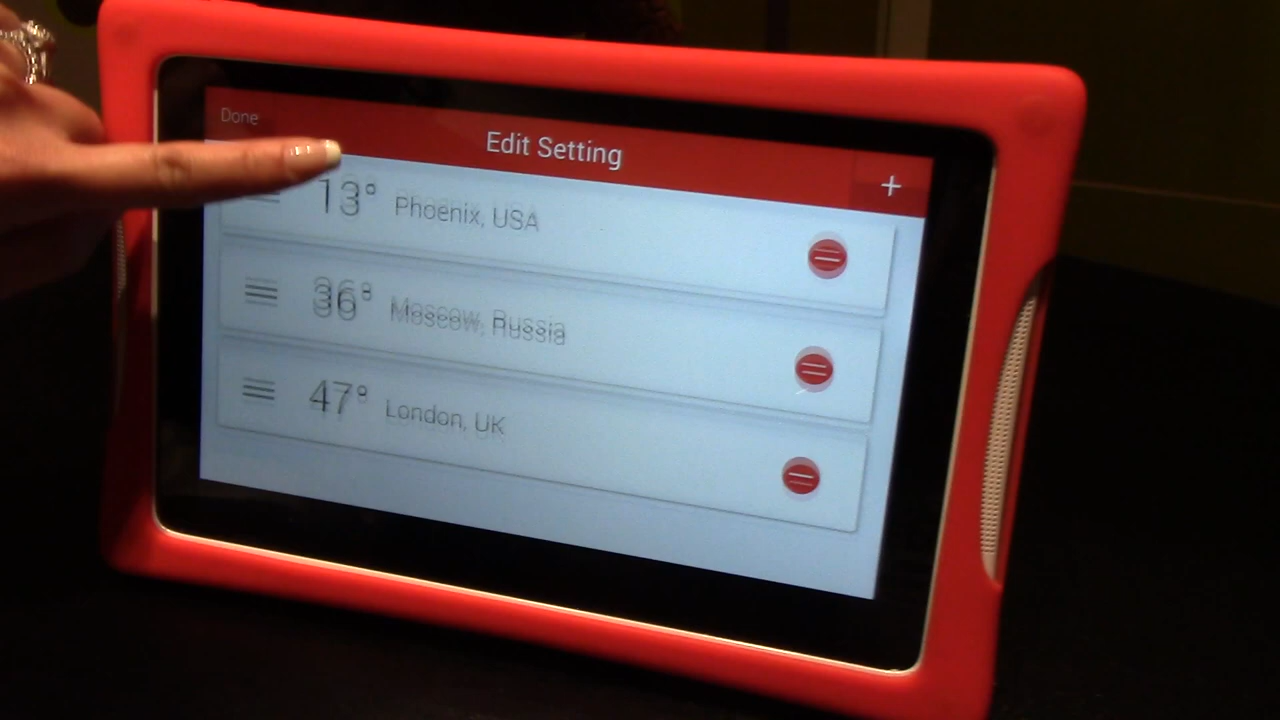 Done
Edit Setting
+
13° Phoenix, USA
36° Moscow, Russia
47° London, UK